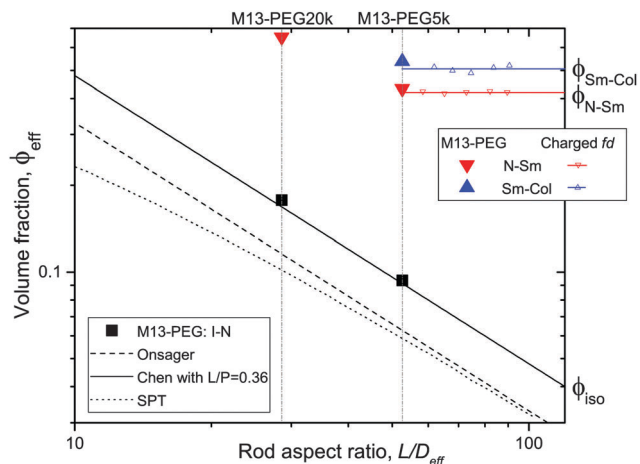 M13-PEG20k
M13-PEG5k
Volume fraction, ϕeff
ϕSm-Col
ϕN-Sm
M13-PEG Charged fd
N-Sm
Sm-Col
0.1
M13-PEG: I-N
Onsager
Chen with L/P=0.36
SPT
ϕiso
10
100
Rod aspect ratio, L/Deff